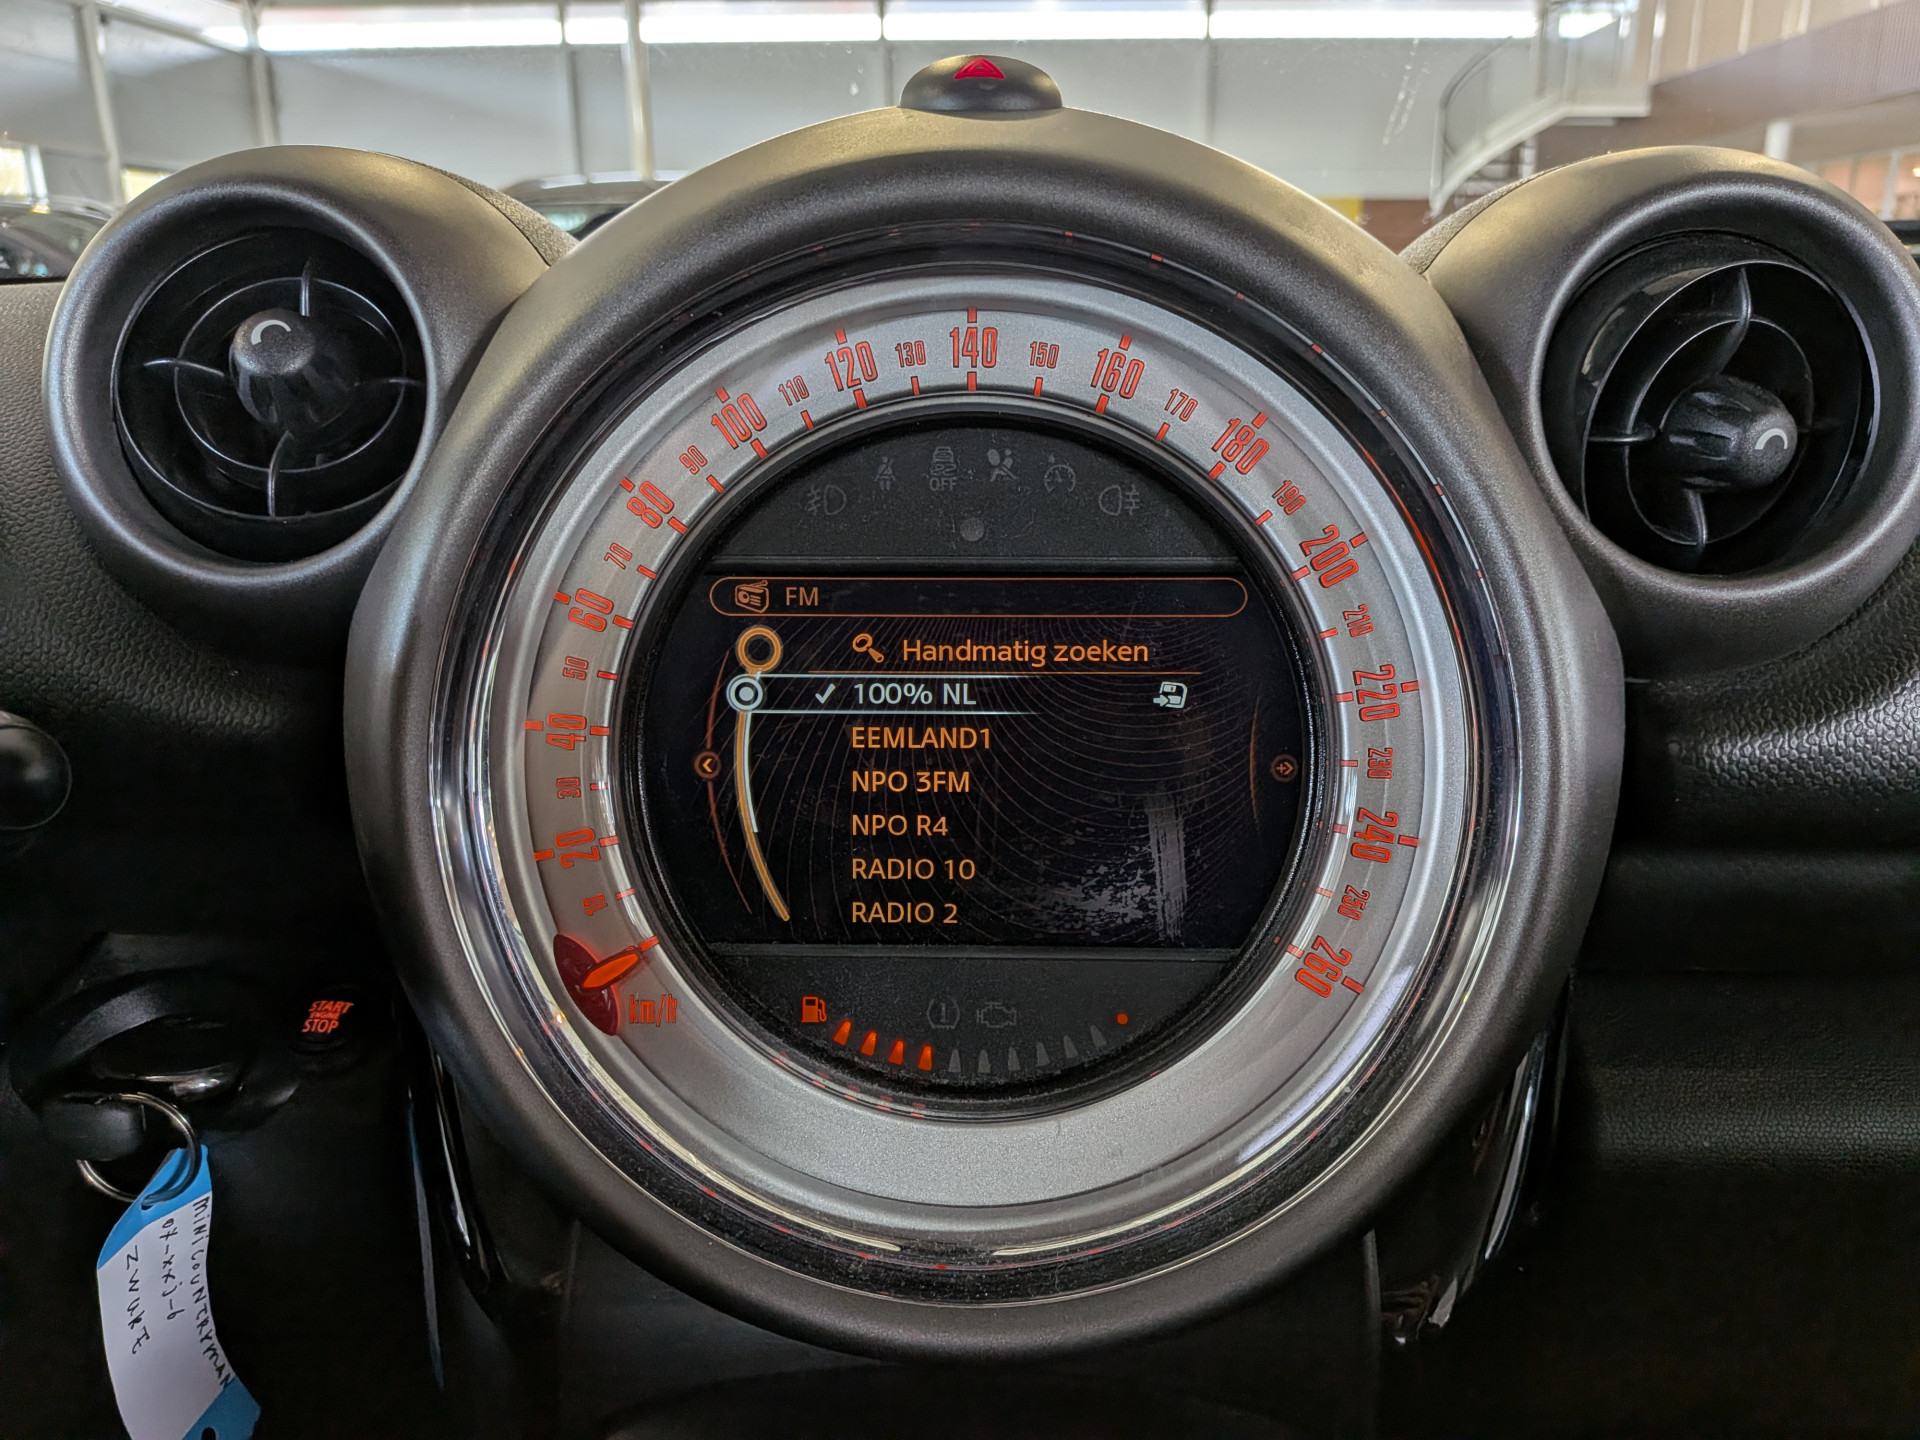 10
20
30
40
50
60
70
80
90
100
110
120
130
140
150
160
170
180
190
200
210
220
230
240
250
260
km/h
OFF
FM
Handmatig zoeken
100% NL
EEMLAND1
NPO 3FM
NPO R4
RADIO 10
RADIO 2
START
ENGINE
STOP
MINI COUNTRYMAN